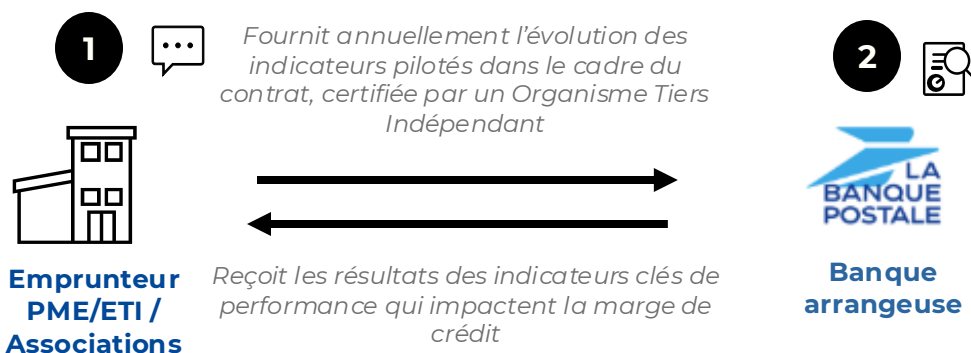 1
Fournit annuellement l'évolution des
indicateurs pilotés dans le cadre du
contrat, certifiée par un Organisme Tiers
Indépendant
2
LA
BANQUE
POSTALE
Emprunteur
PME/ETI /
Associations
Reçoit les résultats des indicateurs clés de
performance qui impactent la marge de
crédit
Banque
arrangeuse